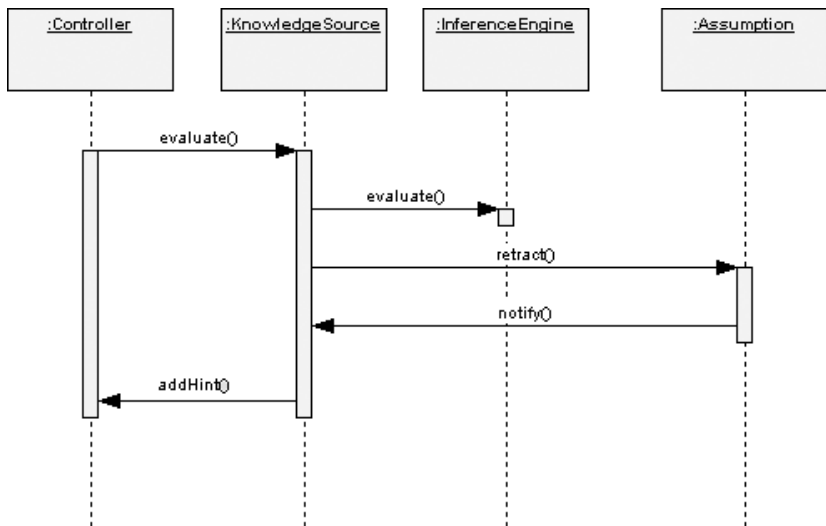 :Controller
:KnowledgeSource
:InferenceEngine
:Assumption
evaluate()
evaluate()
retract()
notify()
addHint()